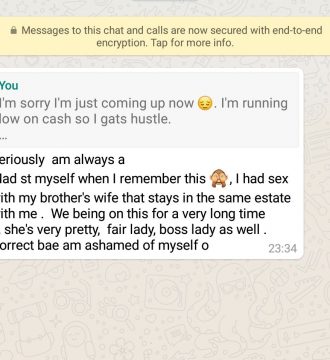 Messages to this chat and calls are now secured with end-to-end
encryption. Tap for more info.
You
I'm sorry I'm just coming up now 😔. I'm running
low on cash so I gats hustle.
...
eriously am always a
lad st myself when I remember this 🙈, I had sex
ith my brother's wife that stays in the same estate
ith me . We being on this for a very long time
. she's very pretty, fair lady, boss lady as well .
orrect bae am ashamed of myself o
23:34